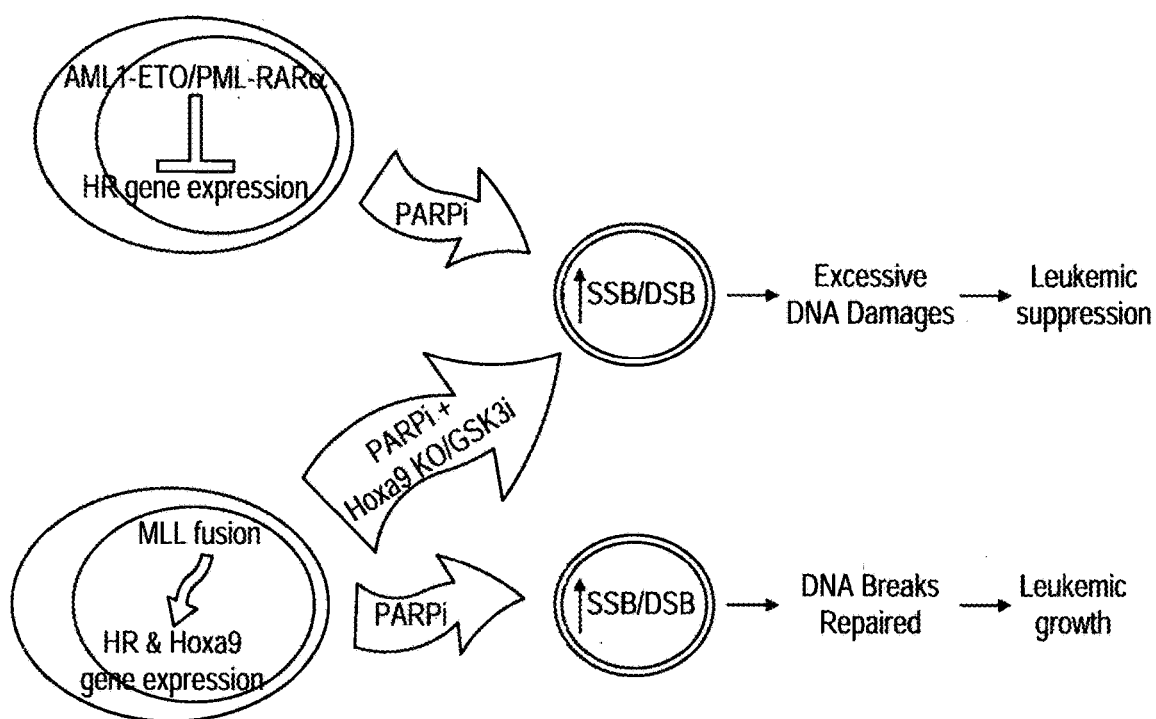 AML1-ETO/PML-RARα
HR gene expression
PARPi
SSB/DSB
Excessive
DNA Damages
Leukemic
suppression
PARPi +
Hoxa9 KO/GSK3i
MLL fusion
HR & Hoxa9
gene expression
PARPi
SSB/DSB
DNA Breaks
Repaired
Leukemic
growth